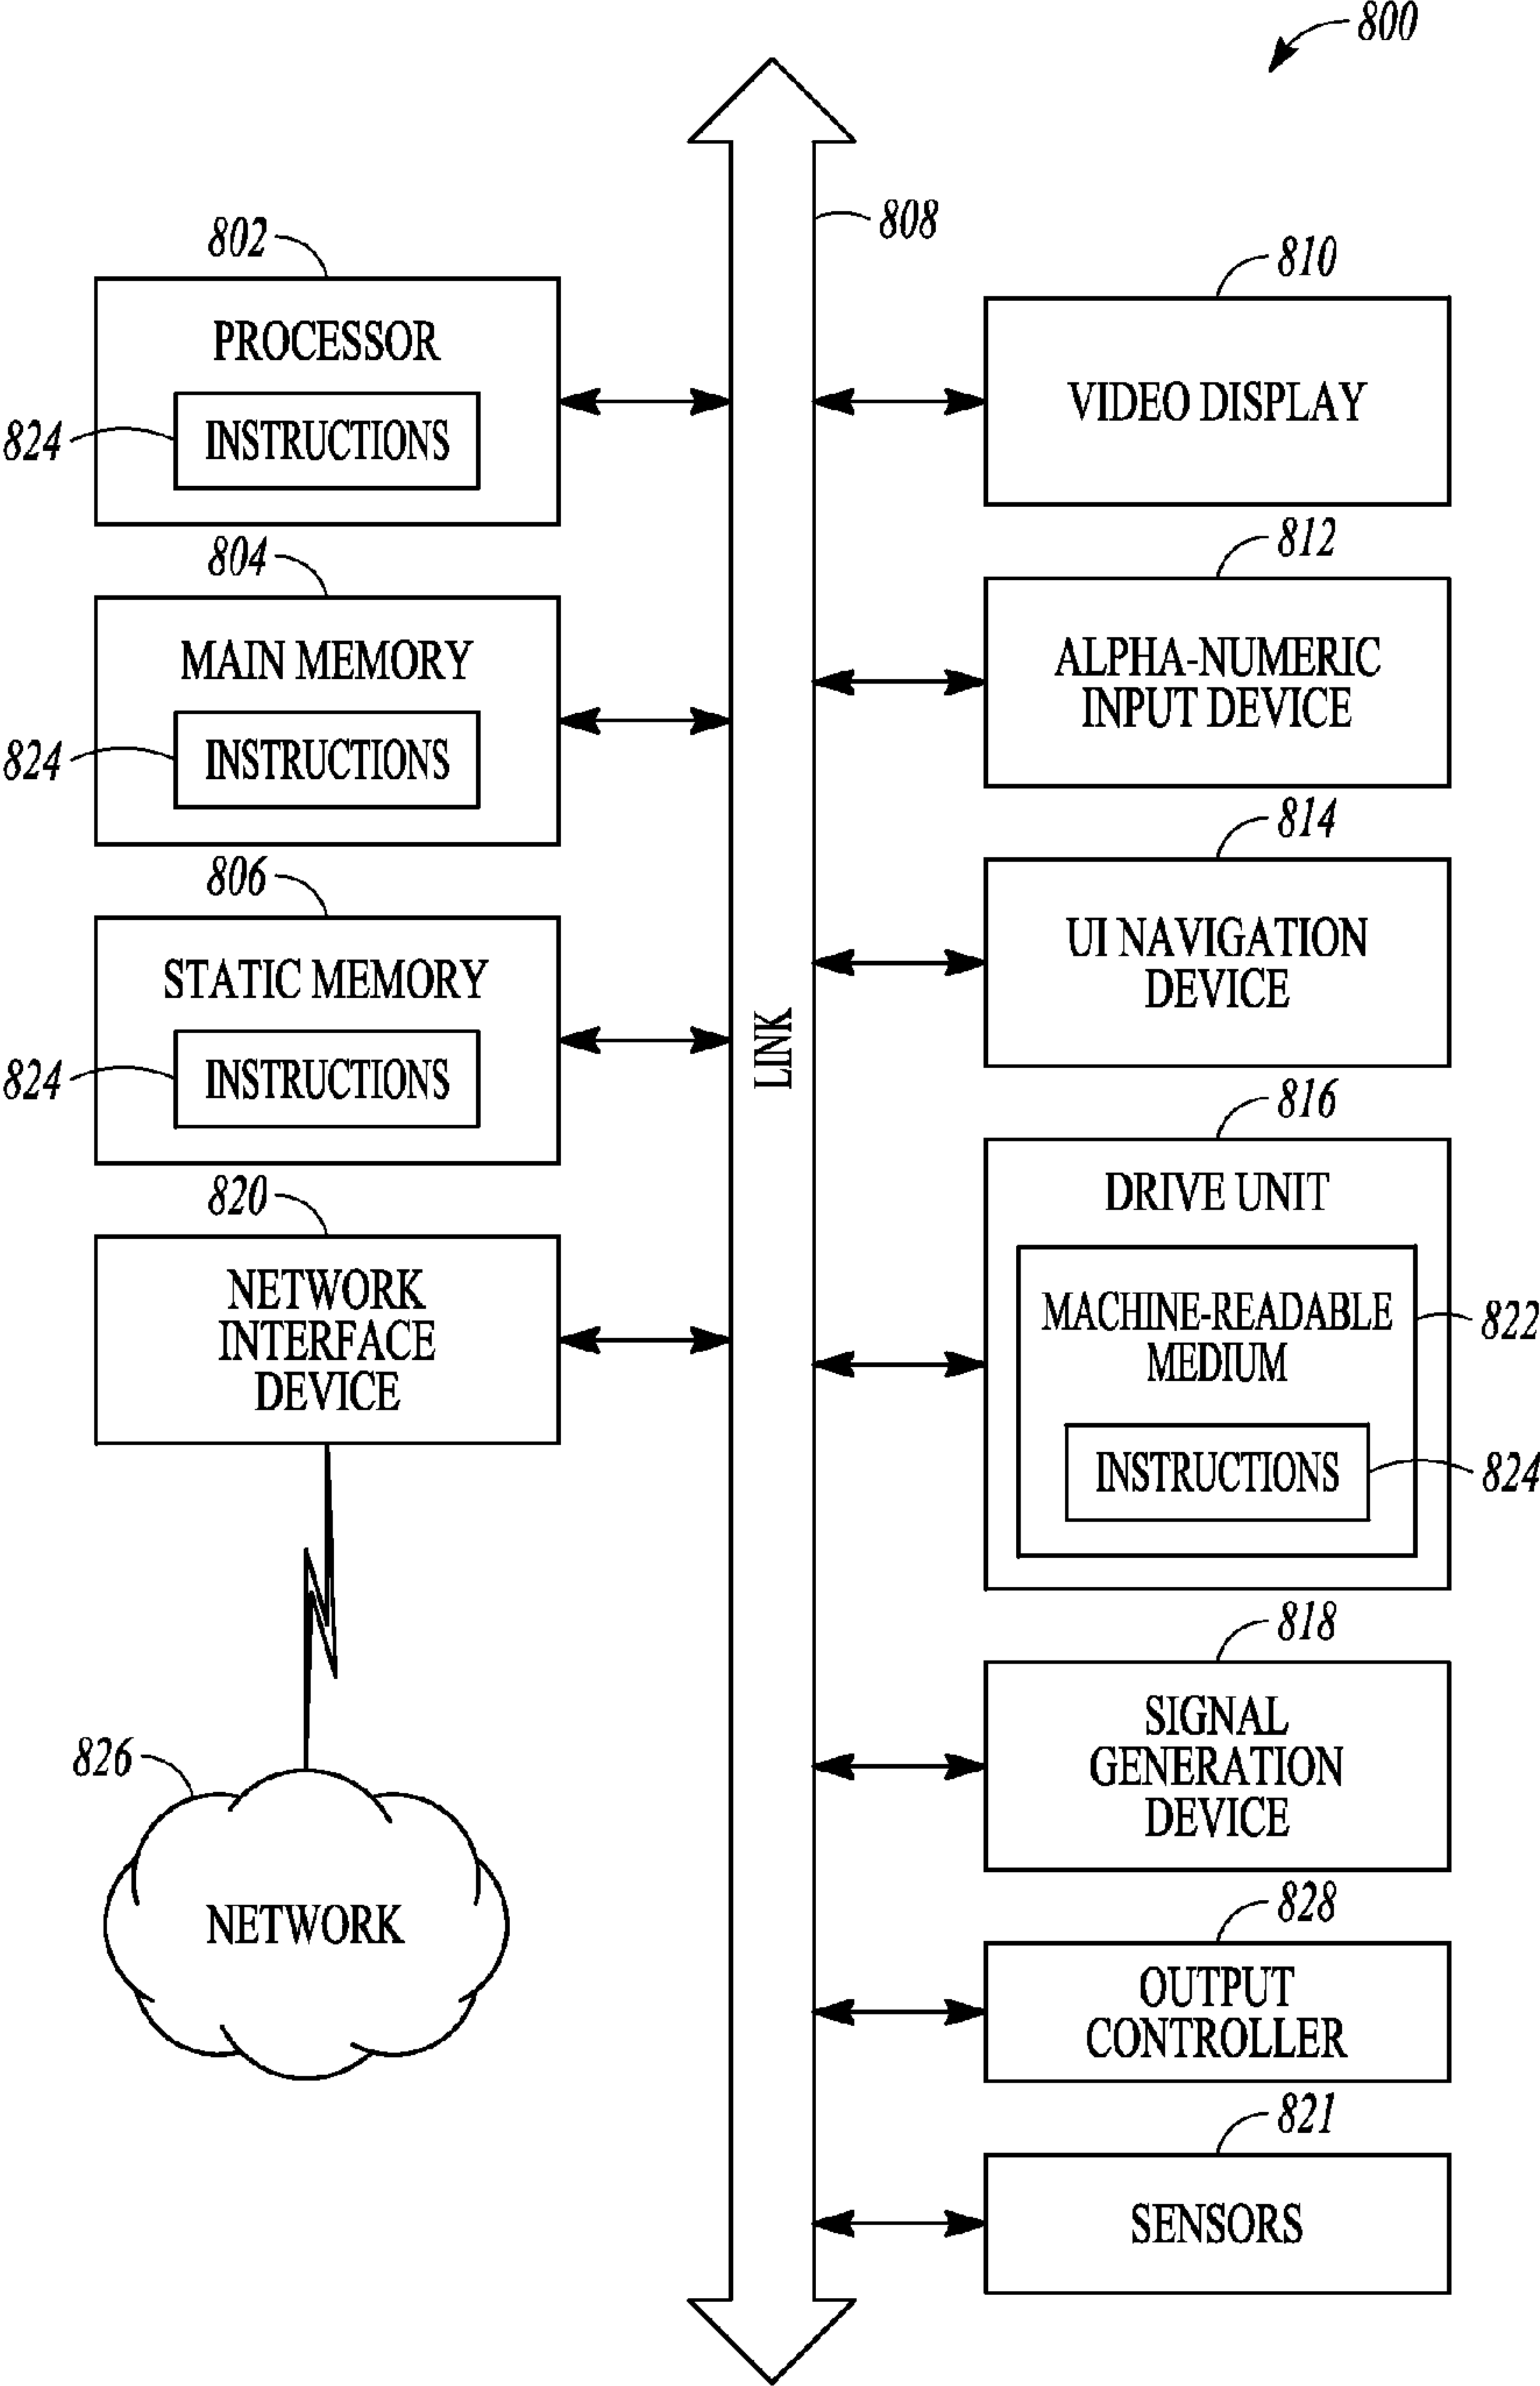 800
808
802
PROCESSOR
824
INSTRUCTIONS
804
MAIN MEMORY
824
INSTRUCTIONS
806
STATIC MEMORY
824
INSTRUCTIONS
820
NETWORK
INTERFACE
DEVICE
826
NETWORK
LINK
810
VIDEO DISPLAY
812
ALPHA-NUMERIC
INPUT DEVICE
814
UI NAVIGATION
DEVICE
816
DRIVE UNIT
MACHINE-READABLE
MEDIUM
822
INSTRUCTIONS
824
818
SIGNAL
GENERATION
DEVICE
828
OUTPUT
CONTROLLER
821
SENSORS